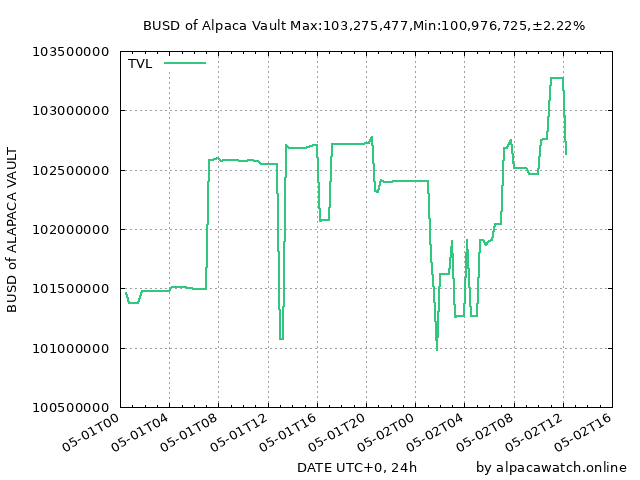 BUSD of Alpaca Vault Max:103,275,477,Min:100,976,725,±2.22%
103500000
TVL
103000000
102500000
102000000
101500000
101000000
100500000
BUSD of ALAPACA VAULT
05-01T00
05-01T04
05-01T08
05-01T12
05-01T16
05-01T20
05-02T00
05-02T04
05-02T08
05-02T12
05-02T16
DATE UTC+0, 24h
by alpacawatch.online